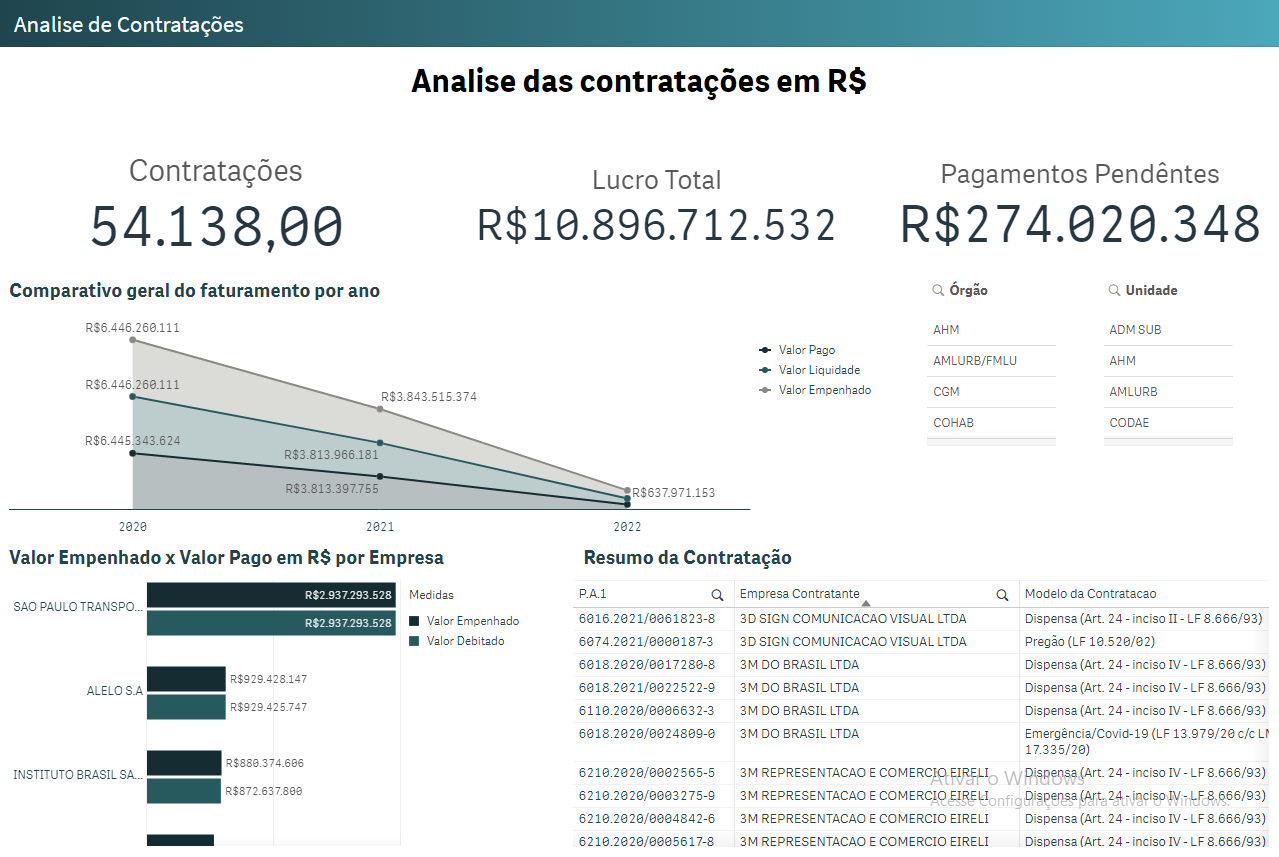 Analise de Contratações
Analise das contratações em R$
Contratações
54.138,00
Lucro Total
R$10.896.712.532
Pagamentos Pendêntes
R$274.020.348
Comparativo geral do faturamento por ano
R$6.446.260.111
R$6.446.260.111
R$6.445.343.624
R$3.843.515.374
R$3.813.966.181
R$3.813.397.755
R$637.971.153
2020 2021 2022
Valor Pago
Valor Liquidade
Valor Empenhado
Órgão
AHM
AMLURB/FMLU
CGM
COHAB
Unidade
ADM SUB
AHM
AMLURB
CODAE
Valor Empenhado x Valor Pago em R$ por Empresa
SAO PAULO TRANSPO...
R$2.937.293.528
R$2.937.293.528
ALELO S.A
R$929.428.147
R$929.425.747
INSTITUTO BRASIL SA...
R$880.374.606
R$872.637.800
Medidas
Valor Empenhado
Valor Debitado
Resumo da Contratação
P.A.1 Empresa Contratante Modelo da Contratacao
6016.2021/0061823-8 3D SIGN COMUNICACAO VISUAL LTDA Dispensa (Art. 24 - inciso II - LF 8.666/93)
6074.2021/0000187-3 3D SIGN COMUNICACAO VISUAL LTDA Pregão (LF 10.520/02)
6018.2020/0017280-8 3M DO BRASIL LTDA Dispensa (Art. 24 - inciso IV - LF 8.666/93)
6018.2021/0022522-9 3M DO BRASIL LTDA Dispensa (Art. 24 - inciso IV - LF 8.666/93)
6110.2020/0006632-3 3M DO BRASIL LTDA Dispensa (Art. 24 - inciso IV - LF 8.666/93)
6018.2020/0024809-0 3M DO BRASIL LTDA Emergência/Covid-19 (LF 13.979/20 c/c LM
17.335/20)
6210.2020/0002565-5 3M REPRESENTACAO E COMERCIO EIRELI Dispensa (Art. 24 - inciso IV - LF 8.666/93)
6210.2020/0003275-9 3M REPRESENTACAO E COMERCIO EIRELI Dispensa (Art. 24 - inciso IV - LF 8.666/93)
6210.2020/0004842-6 3M REPRESENTACAO E COMERCIO EIRELI Dispensa (Art. 24 - inciso IV - LF 8.666/93)
6210.2020/0005617-8 3M REPRESENTACAO E COMERCIO EIRELI Dispensa (Art. 24 - inciso IV - LF 8.666/93)
Ativar o Windows
Acesse Configurações para ativar o Windows.